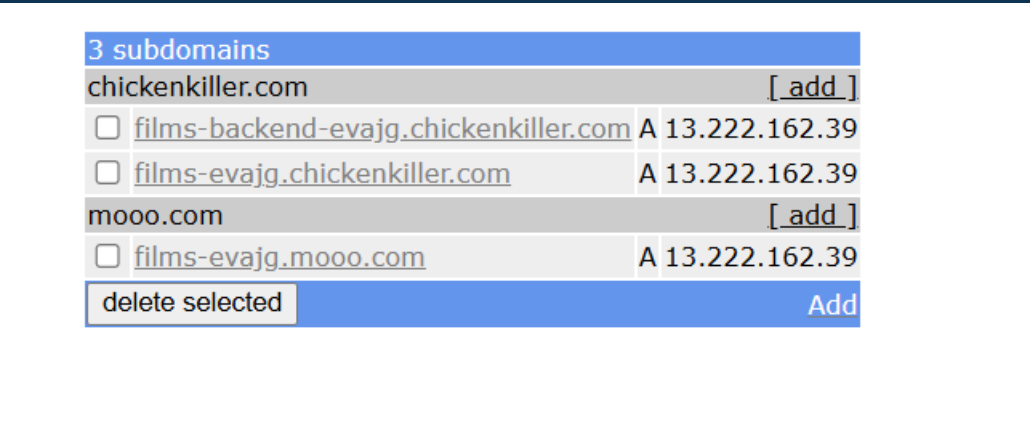 3 subdomains
chickenkiller.com [ add ]
films-backend-evajg.chickenkiller.com A 13.222.162.39
films-evajg.chickenkiller.com A 13.222.162.39
mooo.com [ add ]
films-evajg.mooo.com A 13.222.162.39
delete selected Add